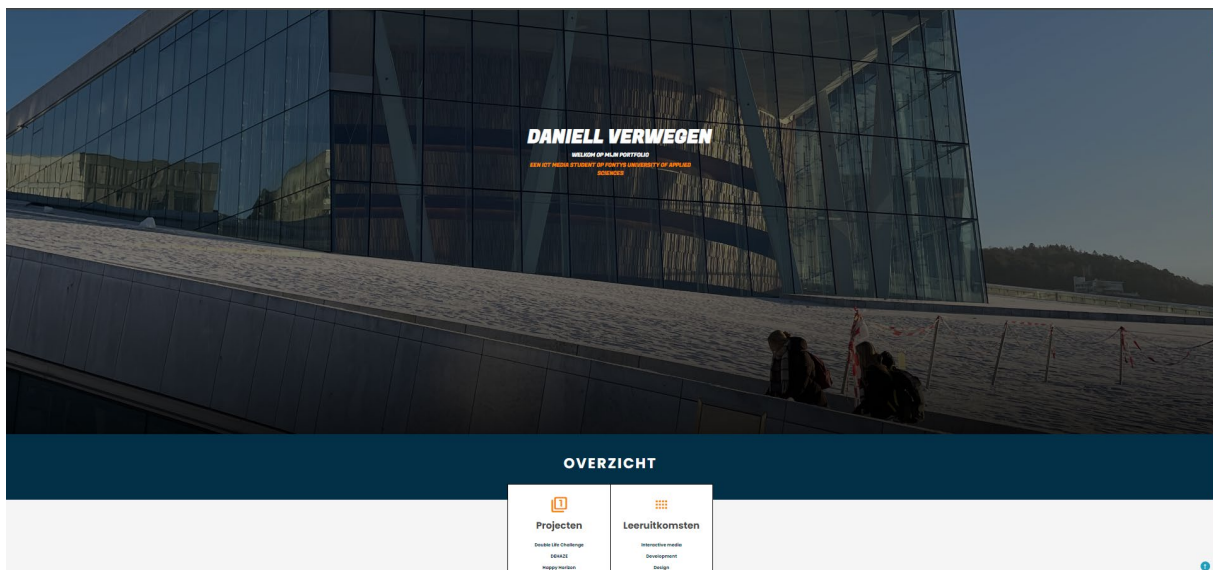 DANIELL VERWEGEN
WELKOM OP MIJN PORTFOLIO
EEN ICT MEDIA STUDENT OP FONTYS UNIVERSITY OF APPLIED
SCIENCES
OVERZICHT
1
Projecten
Leeruitkomsten
Double Life Challenge
Interactive media
DEHAZE
Development
Happy Horizon
Design